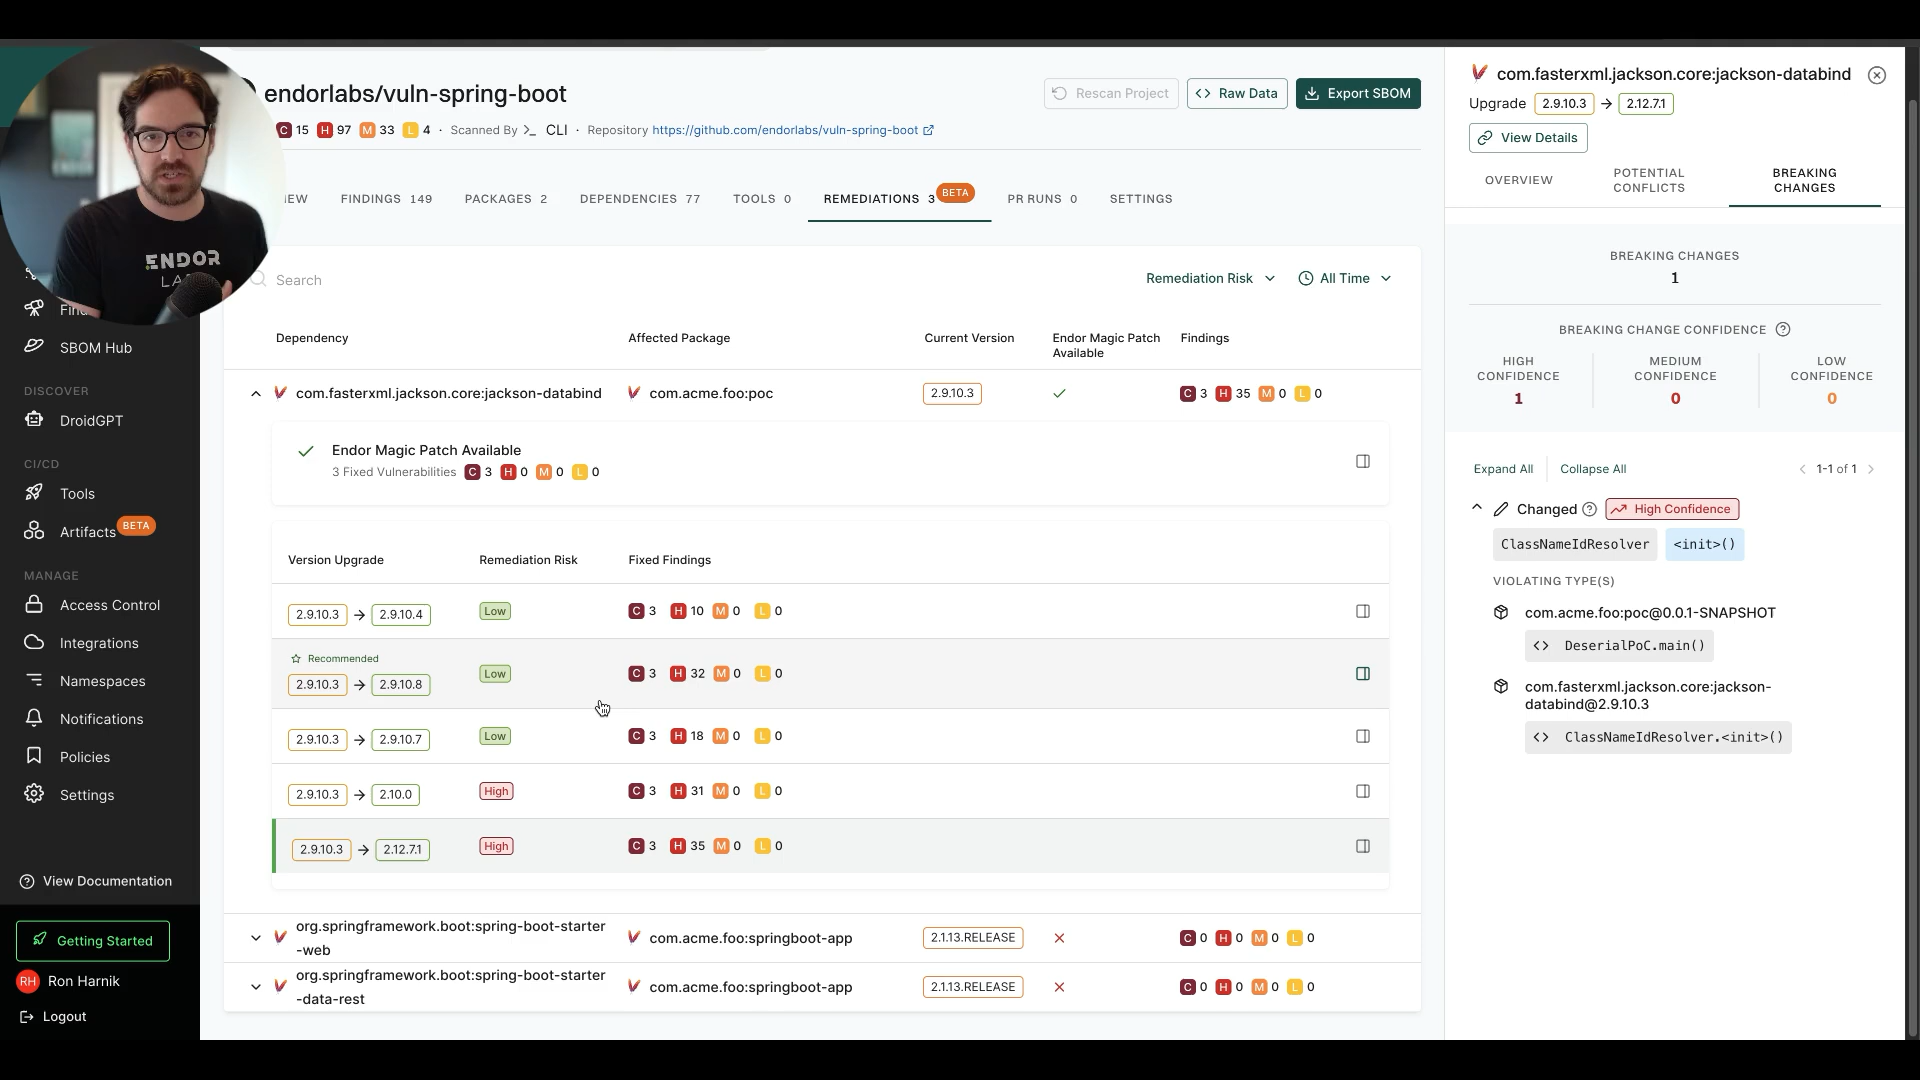 endorlabs/vuln-spring-boot
Rescan Project
Raw Data
Export SBOM
C 15 H 97 M 33 L 4 · Scanned By CLI · Repository https://github.com/endorlabs/vuln-spring-boot
IEW
FINDINGS 149
PACKAGES 2
DEPENDENCIES 77
TOOLS 0
REMEDIATIONS 3 BETA
PR RUNS 0
SETTINGS
ENDOR
LA
Search
Remediation Risk
All Time
Dependency
Affected Package
Current Version
Endor Magic Patch Available
Findings
com.fasterxml.jackson.core:jackson-databind
com.acme.foo:poc
2.9.10.3
C 3 H 35 M 0 L 0
Endor Magic Patch Available
3 Fixed Vulnerabilities C 3 H 0 M 0 L 0
Version Upgrade
Remediation Risk
Fixed Findings
2.9.10.3 → 2.9.10.4
Low
C 3 H 10 M 0 L 0
Recommended
2.9.10.3 → 2.9.10.8
Low
C 3 H 32 M 0 L 0
2.9.10.3 → 2.9.10.7
Low
C 3 H 18 M 0 L 0
2.9.10.3 → 2.10.0
High
C 3 H 31 M 0 L 0
2.9.10.3 → 2.12.7.1
High
C 3 H 35 M 0 L 0
org.springframework.boot:spring-boot-starter
-web
com.acme.foo:springboot-app
2.1.13.RELEASE
C 0 H 0 M 0 L 0
org.springframework.boot:spring-boot-starter
-data-rest
com.acme.foo:springboot-app
2.1.13.RELEASE
C 0 H 0 M 0 L 0
SBOM Hub
DISCOVER
DroidGPT
CI/CD
Tools
Artifacts BETA
MANAGE
Access Control
Integrations
Namespaces
Notifications
Policies
Settings
View Documentation
Getting Started
RH Ron Harnik
Logout
com.fasterxml.jackson.core:jackson-databind
Upgrade 2.9.10.3 → 2.12.7.1
View Details
OVERVIEW
POTENTIAL
CONFLICTS
BREAKING
CHANGES
BREAKING CHANGES
1
BREAKING CHANGE CONFIDENCE
HIGH
CONFIDENCE
1
MEDIUM
CONFIDENCE
0
LOW
CONFIDENCE
0
Expand All
Collapse All
1-1 of 1
Changed High Confidence
ClassNameIdResolver <init>()
VIOLATING TYPE(S)
com.acme.foo:poc@0.0.1-SNAPSHOT
<> DeserialPoC.main()
com.fasterxml.jackson.core:jackson-
databind@2.9.10.3
<> ClassNameIdResolver.<init>()